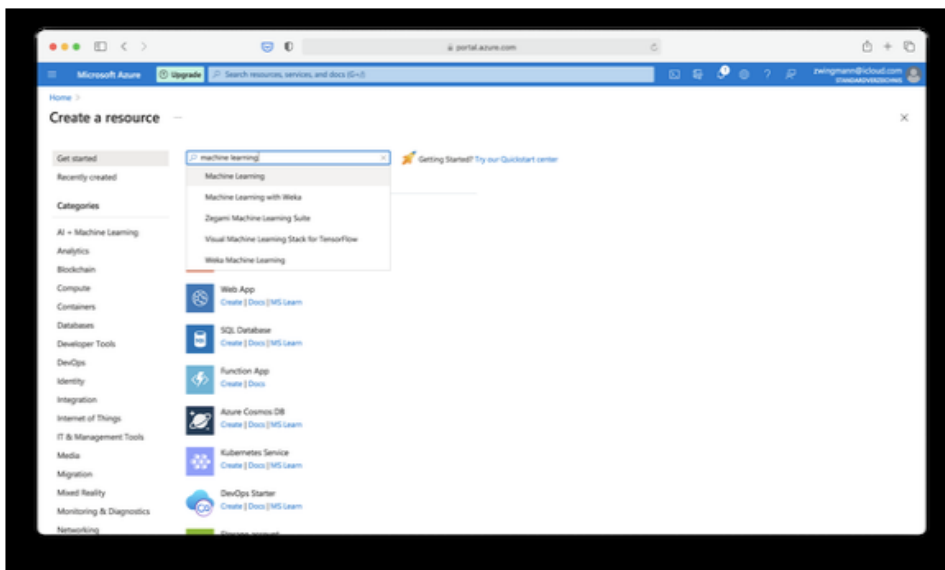 portal.azure.com
Microsoft Azure
Upgrade
Search resources, services, and docs (G+/)
zwingmann@icloud.com
STANDARDVERZEICHNIS
Home >
Create a resource
Get started
Recently created
Categories
AI + Machine Learning
Analytics
Blockchain
Compute
Containers
Databases
Developer Tools
DevOps
Identity
Integration
Internet of Things
IT & Management Tools
Media
Migration
Mixed Reality
Monitoring & Diagnostics
Networking
machine learning
Getting Started? Try our Quickstart center
Machine Learning
Machine Learning with Weka
Zegami Machine Learning Suite
Visual Machine Learning Stack for TensorFlow
Weka Machine Learning
Web App
Create | Docs | MS Learn
SQL Database
Create | Docs | MS Learn
Function App
Create | Docs
Azure Cosmos DB
Create | Docs | MS Learn
Kubernetes Service
Create | Docs | MS Learn
DevOps Starter
Create | Docs | MS Learn